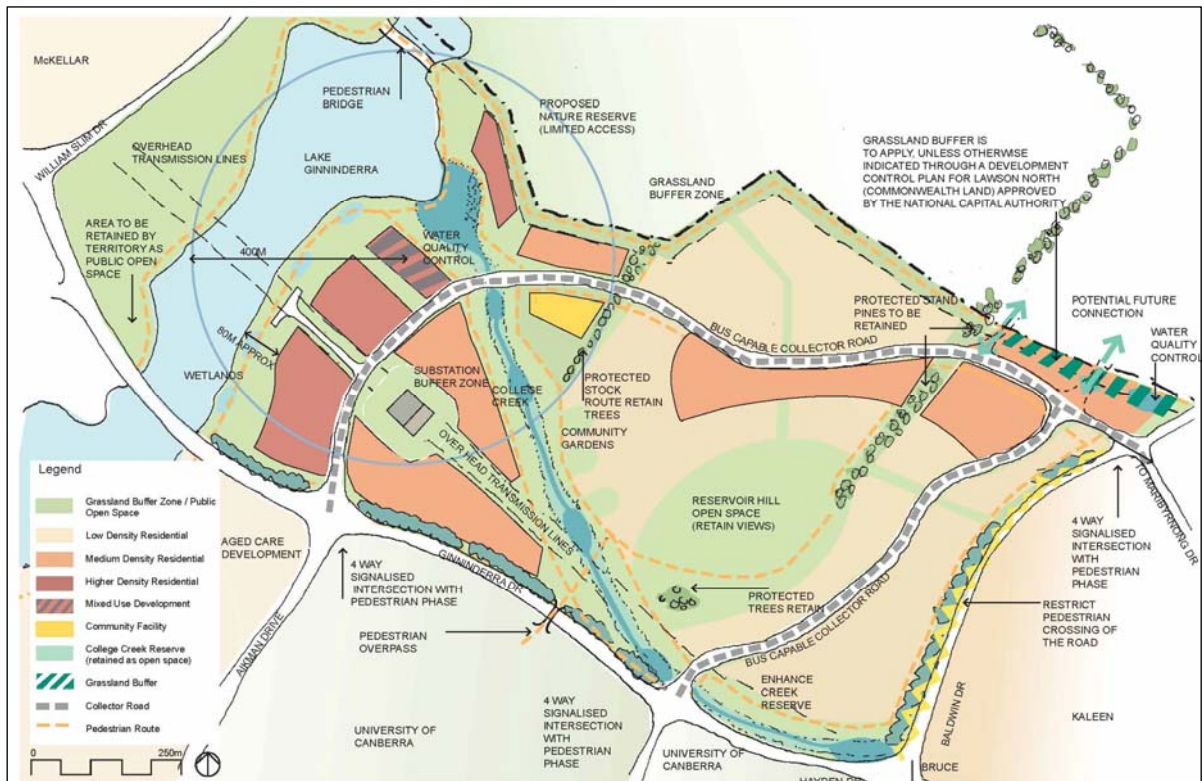 McKELLAR
WILLIAM SLIM DR
PEDESTRIAN
BRIDGE
OVERHEAD
TRANSMISSION LINES
LAKE
GINNINDERRA
PROPOSED
NATURE RESERVE
(LIMITED ACCESS)
GRASSLAND
BUFFER ZONE
GRASSLAND BUFFER IS
TO APPLY, UNLESS OTHERWISE
INDICATED THROUGH A DEVELOPMENT
CONTROL PLAN FOR LAWSON NORTH
(COMMONWEALTH LAND) APPROVED
BY THE NATIONAL CAPITAL AUTHORITY
AREA TO BE
RETAINED BY
TERRITORY AS
PUBLIC OPEN
SPACE
400M
WATER
QUALITY
CONTROL
80M APPROX
WETLANDS
SUBSTATION
BUFFER ZONE
COLLEGE
CREEK
PROTECTED
STOCK
ROUTE RETAIN
TREES
COMMUNITY
GARDENS
BUS CAPABLE COLLECTOR ROAD
PROTECTED STAND
PINES TO BE
RETAINED
POTENTIAL FUTURE
CONNECTION
WATER
QUALITY
CONTROL
OVER HEAD TRANSMISSION LINES
RESERVOIR HILL
OPEN SPACE
(RETAIN VIEWS)
TO MARIBYRNONG DR
4 WAY
SIGNALISED
INTERSECTION
WITH
PEDESTRIAN
PHASE
AGED CARE
DEVELOPMENT
4 WAY
SIGNALISED
INTERSECTION WITH
PEDESTRIAN PHASE
GINNINDERRA DR
PROTECTED
TREES RETAIN
BUS CAPABLE COLLECTOR ROAD
RESTRICT
PEDESTRIAN
CROSSING OF
THE ROAD
AIKMAN DRIVE
PEDESTRIAN
OVERPASS
ENHANCE
CREEK
RESERVE
BALDWIN DR
KALEEN
UNIVERSITY OF
CANBERRA
4 WAY
SIGNALISED
INTERSECTION
WITH
PEDESTRIAN
PHASE
UNIVERSITY OF
CANBERRA
HAYDEN DR
BRUCE
Legend
Grassland Buffer Zone / Public
Open Space
Low Density Residential
Medium Density Residential
Higher Density Residential
Mixed Use Development
Community Facility
College Creek Reserve
(retained as open space)
Grassland Buffer
Collector Road
Pedestrian Route
0
250m